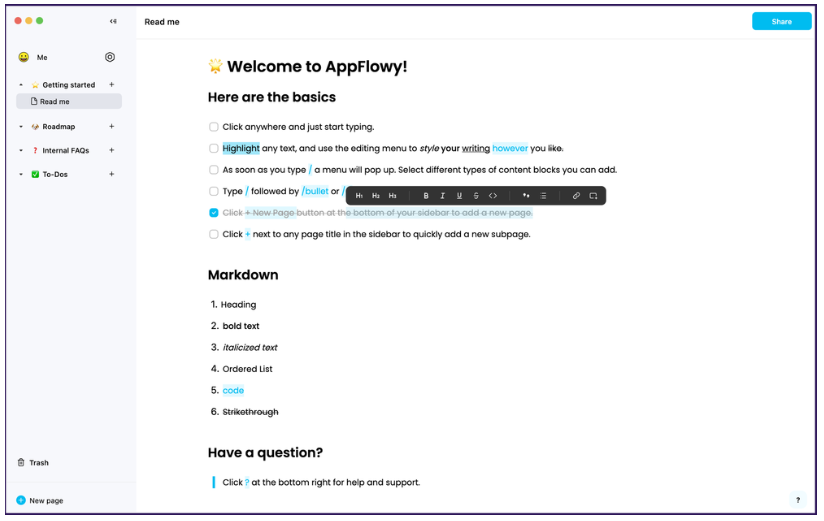 Read me
Share
Me
Getting started +
Read me
Roadmap +
Internal FAQs +
To-Dos +
Trash
New page
Welcome to AppFlowy!
Here are the basics
Click anywhere and just start typing.
Highlight any text, and use the editing menu to style your writing however you like.
As soon as you type / a menu will pop up. Select different types of content blocks you can add.
Type / followed by /bullet or /
H1 H2 H3 B I U S <>
Click + New Page button at the bottom of your sidebar to add a new page.
Click + next to any page title in the sidebar to quickly add a new subpage.
Markdown
1. Heading
2. bold text
3. italicized text
4. Ordered List
5. code
6. Strikethrough
Have a question?
Click ? at the bottom right for help and support.
?